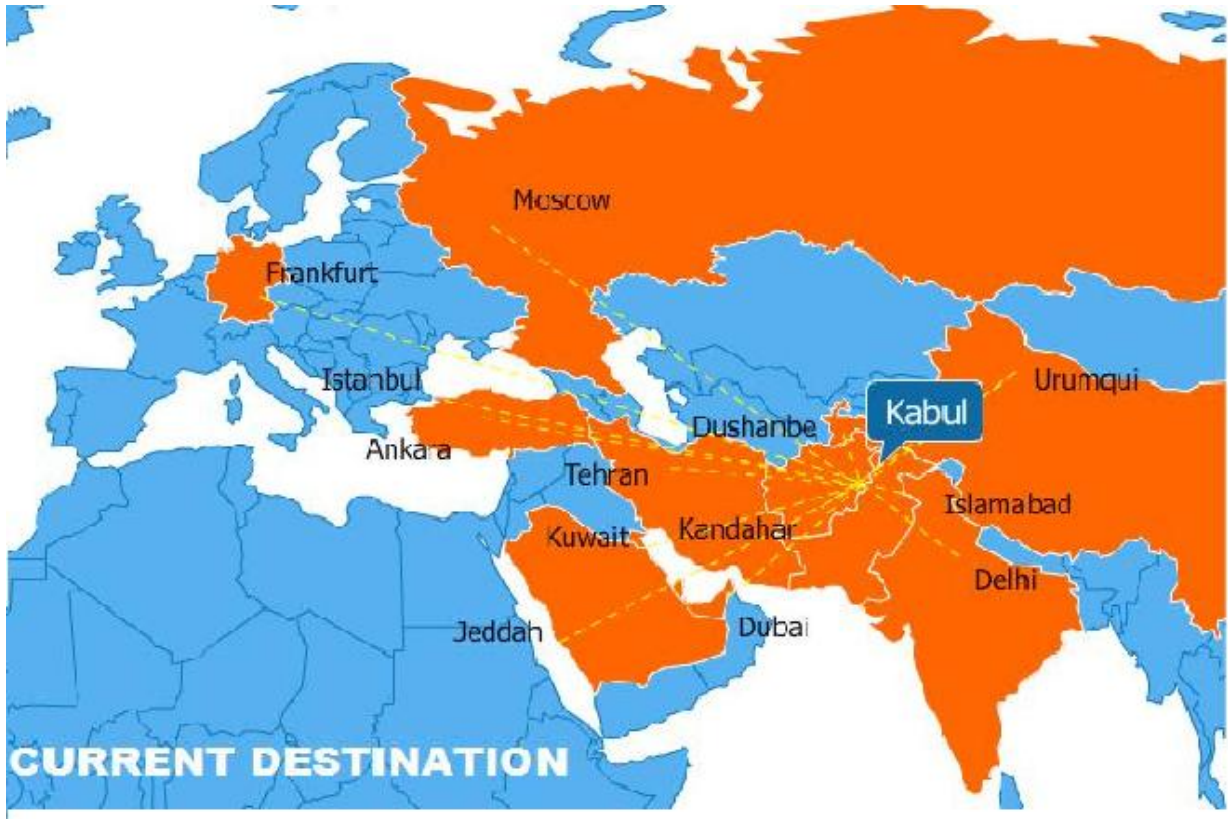 Moscow
Frankfurt
Istanbul
Urumqui
Kabul
Dushanbe
Ankara
Tehran
Islamabad
Kuwait
Kandahar
Delhi
Jeddah
Dubai
CURRENT DESTINATION